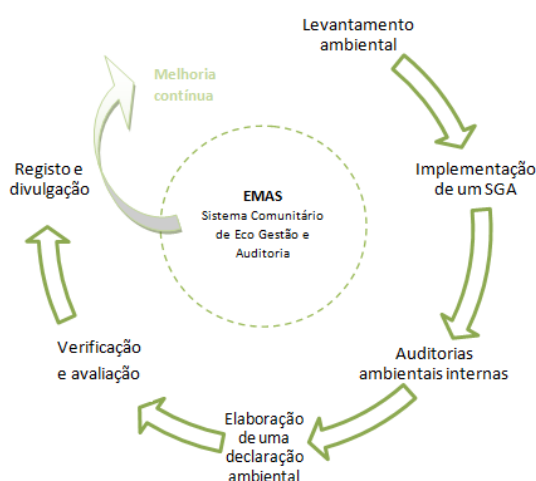 Levantamento
ambiental
Melhoria
contínua
Registo e
divulgação
Implementação
de um SGA
EMAS
Sistema Comunitário
de Eco Gestão e
Auditoria
Verificação
e avaliação
Auditorias
ambientais internas
Elaboração
de uma
declaração
ambiental